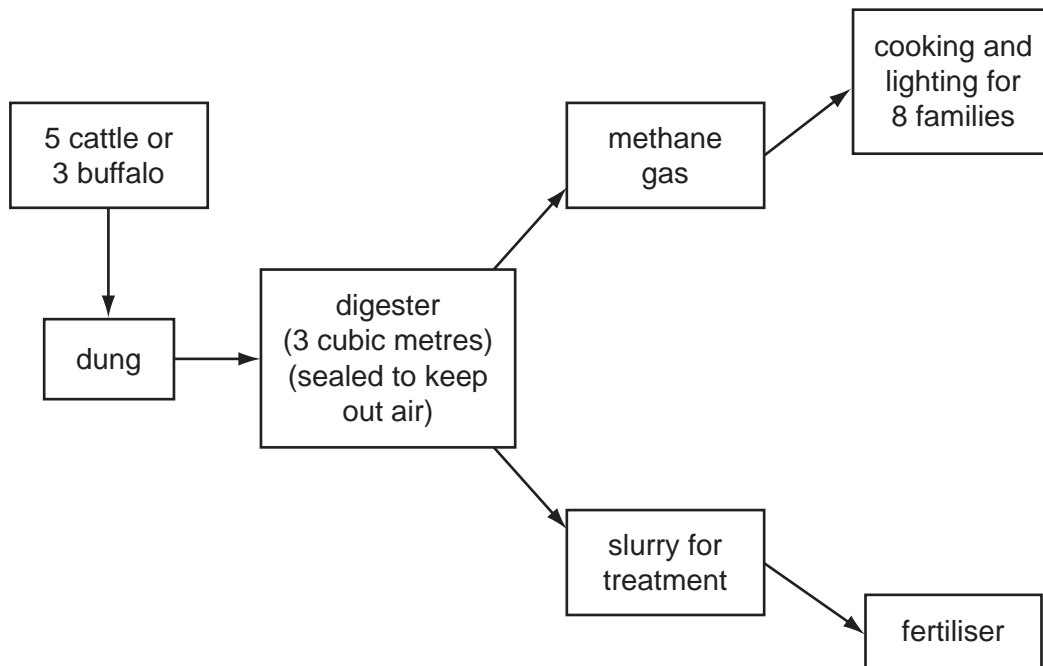 5 cattle or
3 buffalo
dung
digester
(3 cubic metres)
(sealed to keep
out air)
methane
gas
cooking and
lighting for
8 families
slurry for
treatment
fertiliser